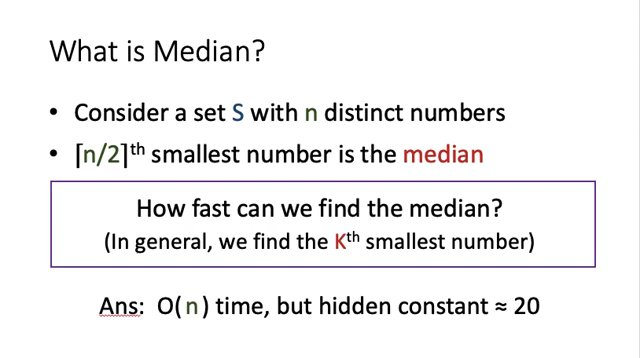 What is Median?
• Consider a set S with n distinct numbers
• ⌈n/2⌉th smallest number is the median
How fast can we find the median?
(In general, we find the Kth smallest number)
Ans: O(n) time, but hidden constant ≈ 20